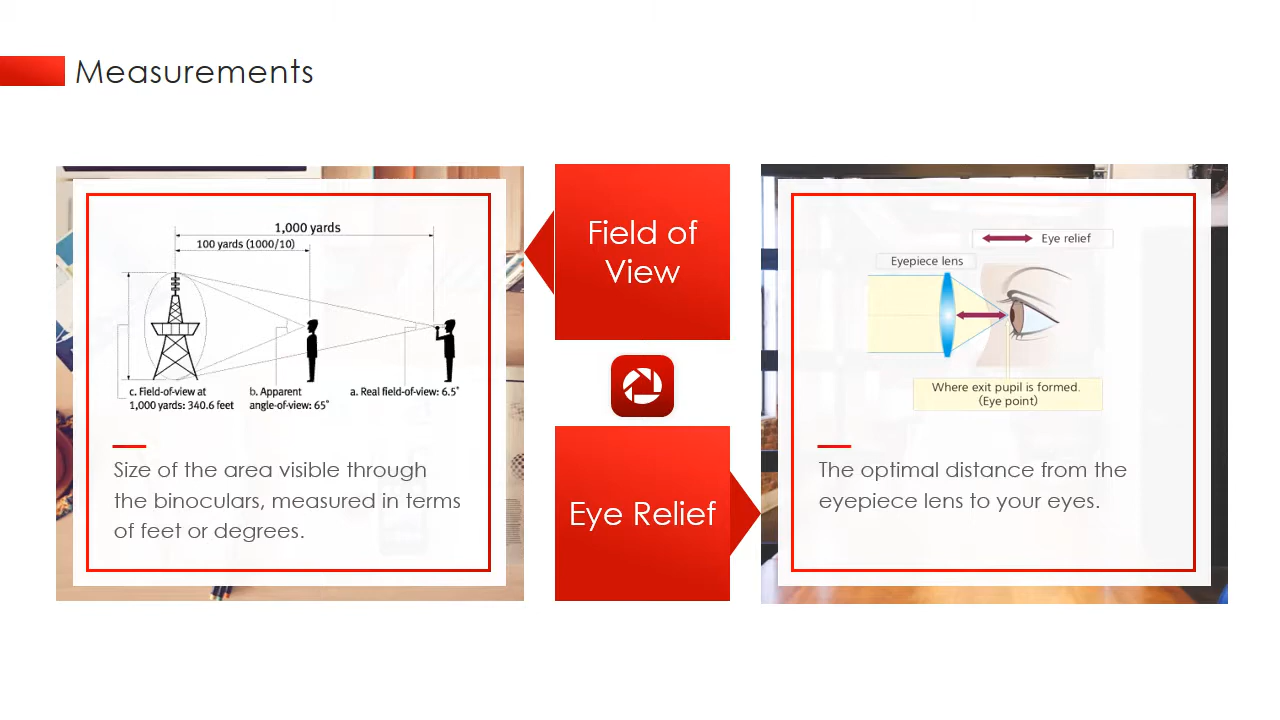 Measurements
1,000 yards
100 yards (1000/10)
c. Field-of-view at
1,000 yards: 340.6 feet
b. Apparent
angle-of-view: 65°
a. Real field-of-view: 6.5°
Size of the area visible through
the binoculars, measured in terms
of feet or degrees.
Field of
View
Eye Relief
Eye relief
Eyepiece lens
Where exit pupil is formed.
(Eye point)
The optimal distance from the
eyepiece lens to your eyes.